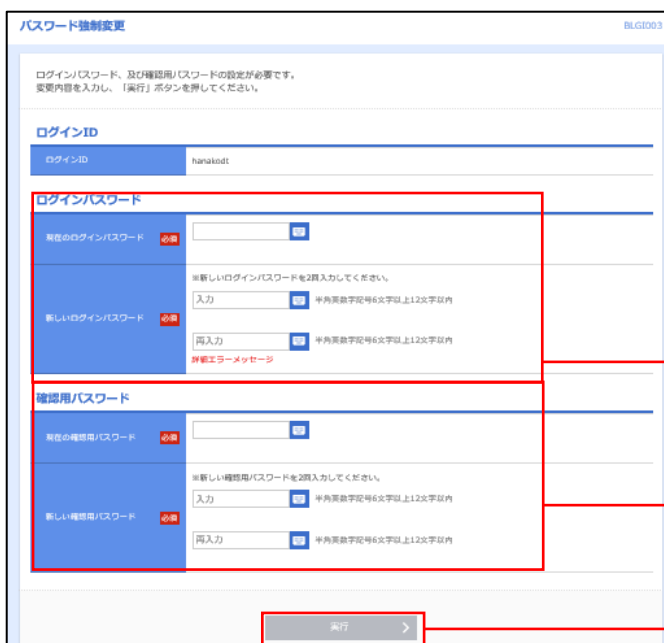 パスワード強制変更
BLGI003
ログインパスワード、及び確認用パスワードの設定が必要です。
変更内容を入力し、「実行」ボタンを押してください。
ログインID
ログインID
hanakodt
ログインパスワード
現在のログインパスワード 必須
※新しいログインパスワードを2回入力してください。
新しいログインパスワード 必須
入力 半角英数字記号6文字以上12文字以内
再入力 半角英数字記号6文字以上12文字以内
詳細エラーメッセージ
確認用パスワード
現在の確認用パスワード 必須
※新しい確認用パスワードを2回入力してください。
新しい確認用パスワード 必須
入力 半角英数字記号6文字以上12文字以内
再入力 半角英数字記号6文字以上12文字以内
実行